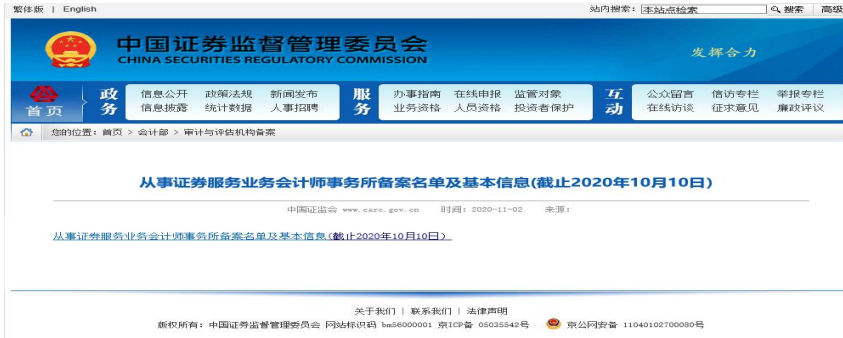 繁体版 | English
站内搜索: 本站点检索 搜索 高级
中国证券监督管理委员会
CHINA SECURITIES REGULATORY COMMISSION
发挥合力
首页
政务
信息公开 政策法规 新闻发布
信息披露 统计数据 人事招聘
服务
办事指南 在线申报 监管对象
业务资格 人员资格 投资者保护
互动
公众留言 信访专栏 举报专栏
在线访谈 征求意见 廉政评议
您的位置: 首页 > 会计部 > 审计与评估机构备案
从事证券服务业务会计师事务所备案名单及基本信息(截止2020年10月10日)
中国证监会 www.csrc.gov.cn 时间: 2020-11-02 来源:
从事证券服务业务会计师事务所备案名单及基本信息(截止2020年10月10日)
关于我们 | 联系我们 | 法律声明
版权所有: 中国证券监督管理委员会 网站标识码 bm56000001 京ICP备 05035542号 京公网安备 11040102700080号